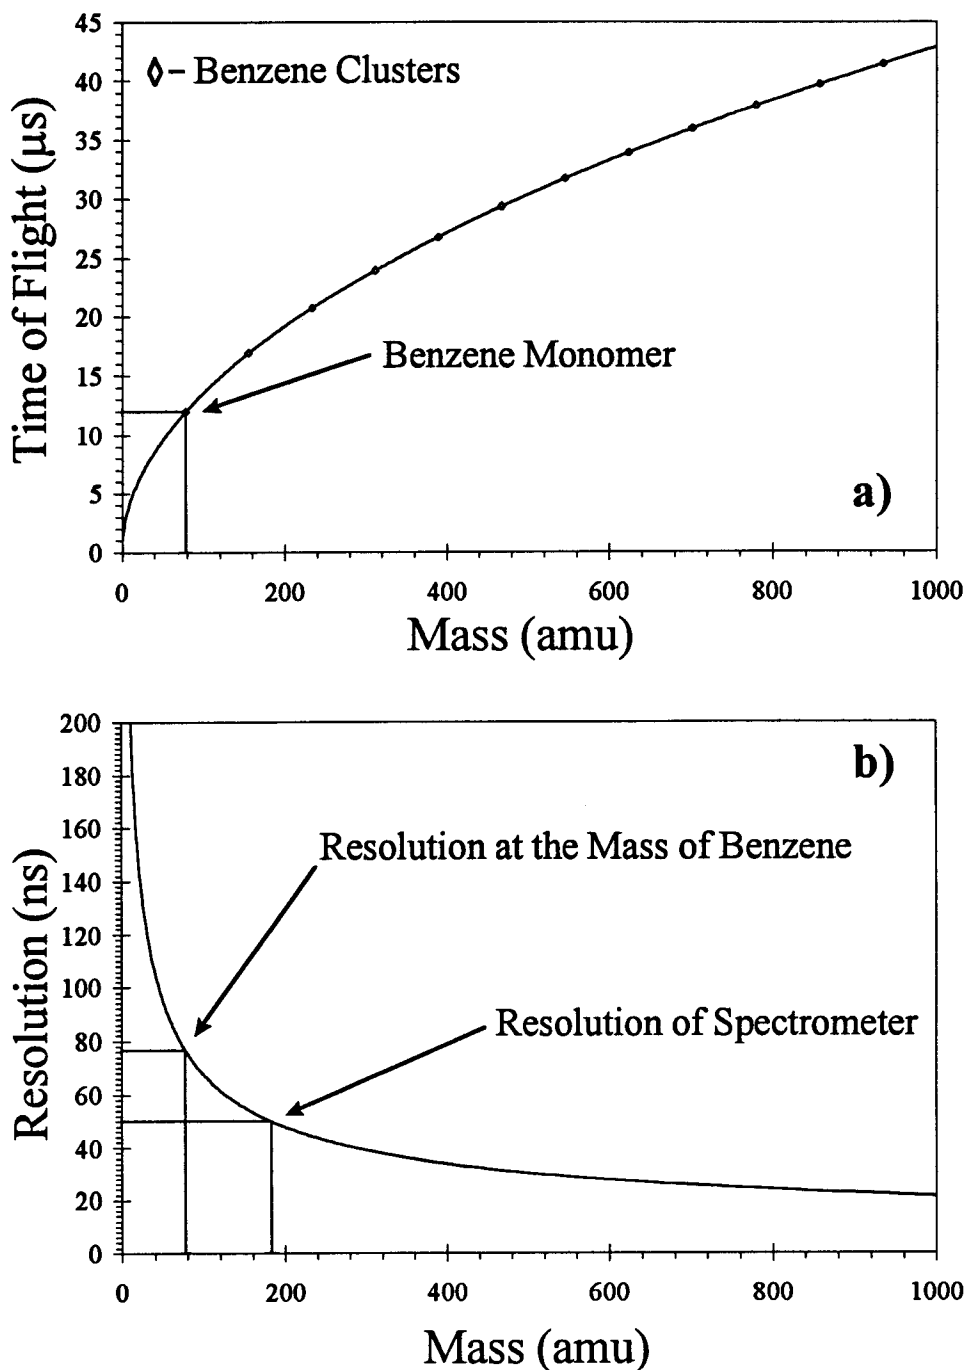 45
40
35
30
25
20
15
10
5
0
Time of Flight (μs)
◊– Benzene Clusters
Benzene Monomer
a)
0 200 400 600 800 1000
Mass (amu)
200
180
160
140
120
100
80
60
40
20
0
Resolution (ns)
b)
Resolution at the Mass of Benzene
Resolution of Spectrometer
0 200 400 600 800 1000
Mass (amu)